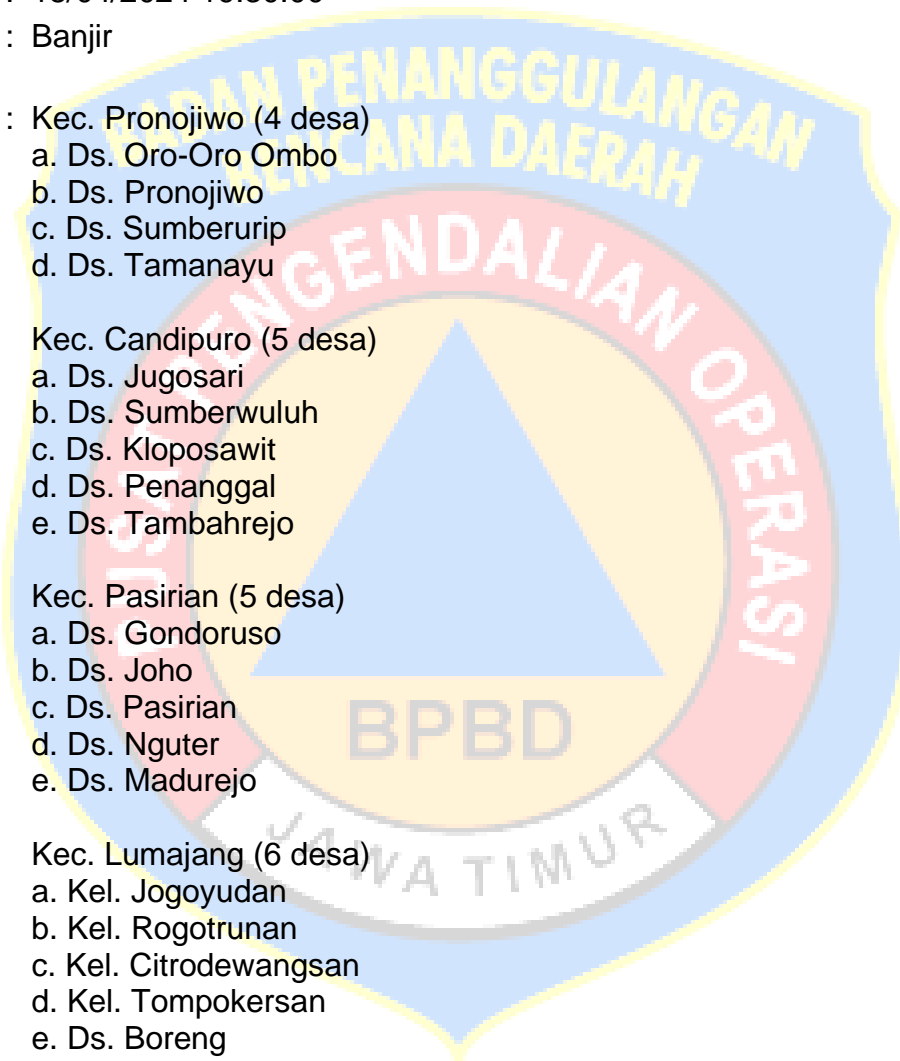 : Banjir
: Kec. Pronojiwo (4 desa)
a. Ds. Oro-Oro Ombo
b. Ds. Pronojiwo
c. Ds. Sumberurip
d. Ds. Tamanayu
Kec. Candipuro (5 desa)
a. Ds. Jugosari
b. Ds. Sumberwuluh
c. Ds. Kloposawit
d. Ds. Penanggal
e. Ds. Tambahrejo
Kec. Pasirian (5 desa)
a. Ds. Gondoruso
b. Ds. Joho
c. Ds. Pasirian
d. Ds. Nguter
e. Ds. Madurejo
Kec. Lumajang (6 desa)
a. Kel. Jogoyudan
b. Kel. Rogotrunan
c. Kel. Citrodewangsan
d. Kel. Tompokersan
e. Ds. Boreng
BADAN PENANGGULANGAN
BENCANA DAERAH
PUSAT PENGENDALIAN OPERASI
BPBD
JAWA TIMUR